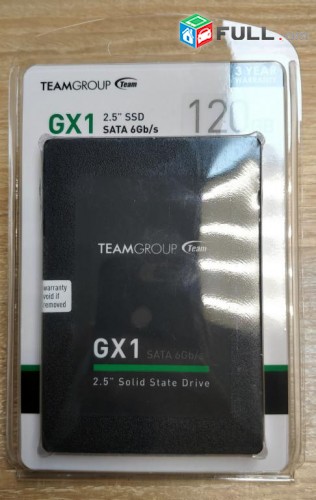 FULL
3 YEAR
WARRANTY
TEAMGROUP Team
GX1 2.5" SSD
SATA 6Gb/s
120
TEAMGROUP Team
warranty
void if
removed
GX1 SATA 6Gb/s
2.5" Solid State Drive